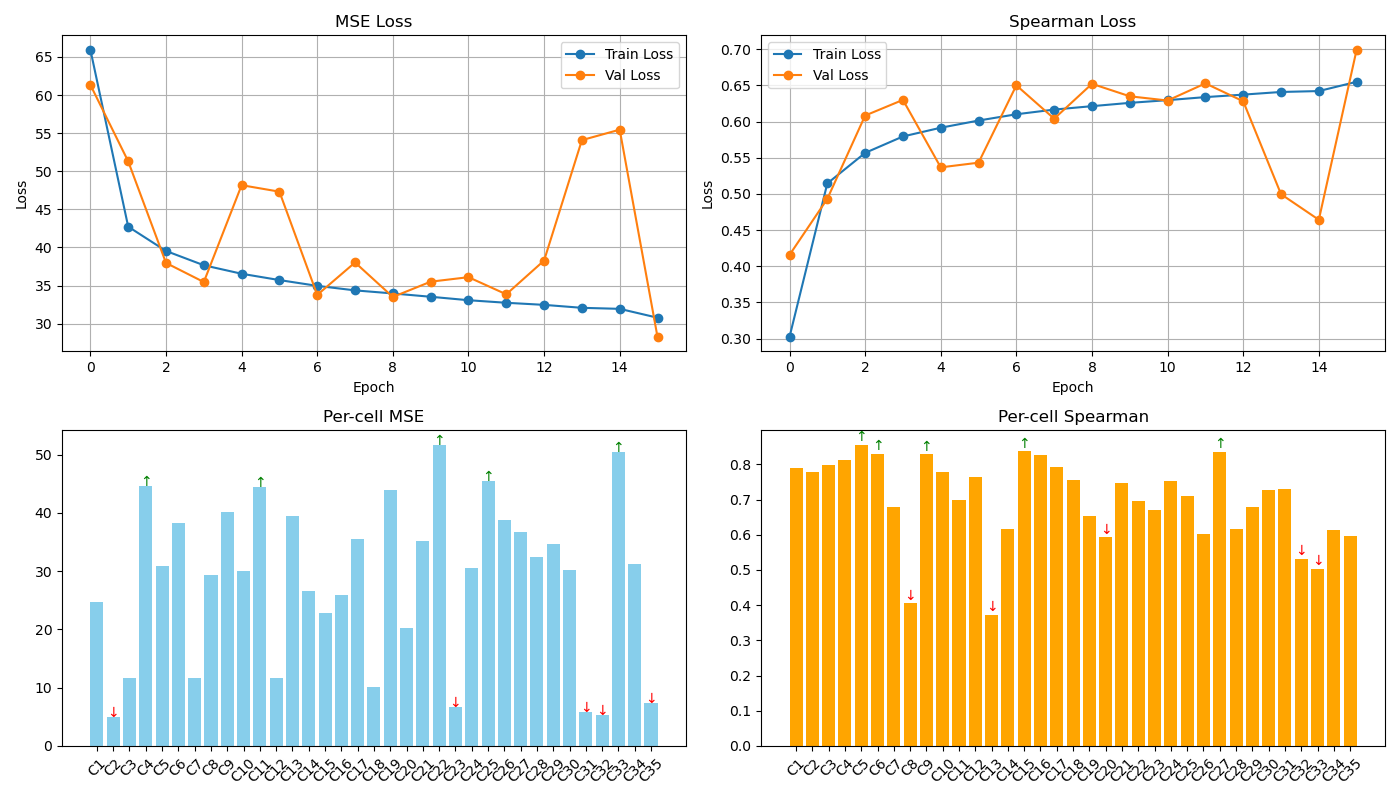 MSE Loss
Loss
65
60
55
50
45
40
35
30
Train Loss
Val Loss
0 2 4 6 8 10 12 14
Epoch
Spearman Loss
Loss
0.70
0.65
0.60
0.55
0.50
0.45
0.40
0.35
0.30
Train Loss
Val Loss
0 2 4 6 8 10 12 14
Epoch
Per-cell MSE
50
40
30
20
10
0
↑ ↓ ↑ ↑ ↑ ↓ ↑ ↓ ↓ ↑ ↓
C1 C2 C3 C4 C5 C6 C7 C8 C9 C10 C11 C12 C13 C14 C15 C16 C17 C18 C19 C20 C21 C22 C23 C24 C25 C26 C27 C28 C29 C30 C31 C32 C33 C34 C35
Per-cell Spearman
0.8
0.7
0.6
0.5
0.4
0.3
0.2
0.1
0.0
↑ ↑ ↓ ↑ ↓ ↑ ↓ ↑ ↓ ↓
C1 C2 C3 C4 C5 C6 C7 C8 C9 C10 C11 C12 C13 C14 C15 C16 C17 C18 C19 C20 C21 C22 C23 C24 C25 C26 C27 C28 C29 C30 C31 C32 C33 C34 C35